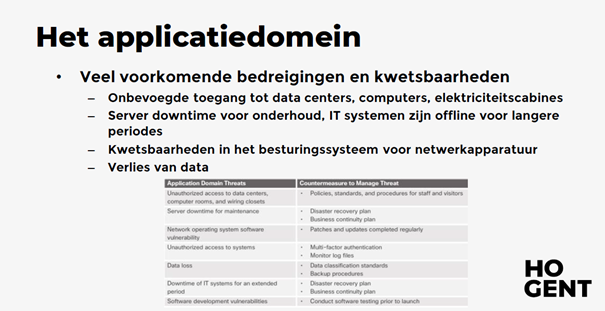 Het applicatiedomein
• Veel voorkomende bedreigingen en kwetsbaarheden
– Onbevoegde toegang tot data centers, computers, elektriciteitscabines
– Server downtime voor onderhoud, IT systemen zijn offline voor langere
periodes
– Kwetsbaarheden in het besturingssysteem voor netwerkapparatuur
– Verlies van data
Application Domain Threats Countermeasure to Manage Threat
Unauthorized access to data centers, • Policies, standards, and procedures for staff and visitors
computer rooms, and wiring closets
Server downtime for maintenance • Disaster recovery plan
• Business continuity plan
Network operating system software • Patches and updates completed regularly
vulnerability
Unauthorized access to systems • Multi-factor authentication
• Monitor log files
Data loss • Data classification standards
• Backup procedures
Downtime of IT systems for an extended • Disaster recovery plan
period • Business continuity plan
Software development vulnerabilities • Conduct software testing prior to launch
HO
GENT